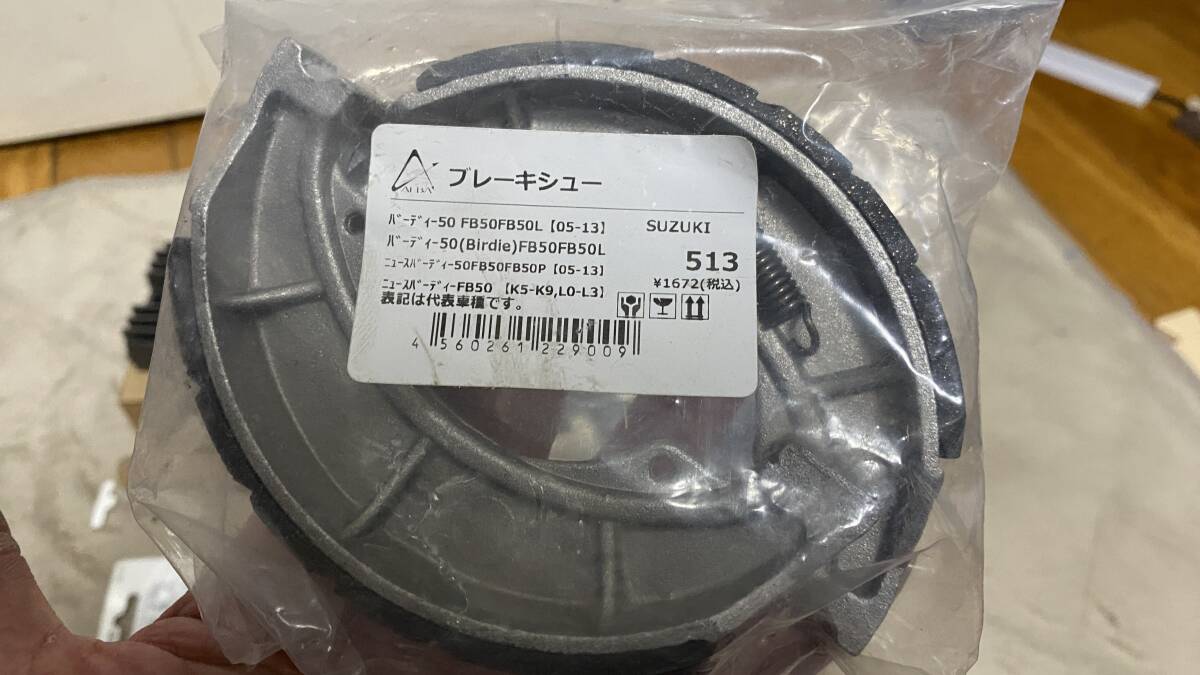 ALBA ブレーキシュー
ﾊﾞｰﾃﾞｨｰ50 FB50FB50L【05-13】 SUZUKI
ﾊﾞｰﾃﾞｨｰ50(Birdie)FB50FB50L
ﾆｭｰｽﾊﾞｰﾃﾞｨｰ50FB50FB50P【05-13】 513
ﾆｭｰｽﾊﾞｰﾃﾞｨｰFB50 【K5-K9,L0-L3】 ¥1672(税込)
表記は代表車種です。
4 560261 229009